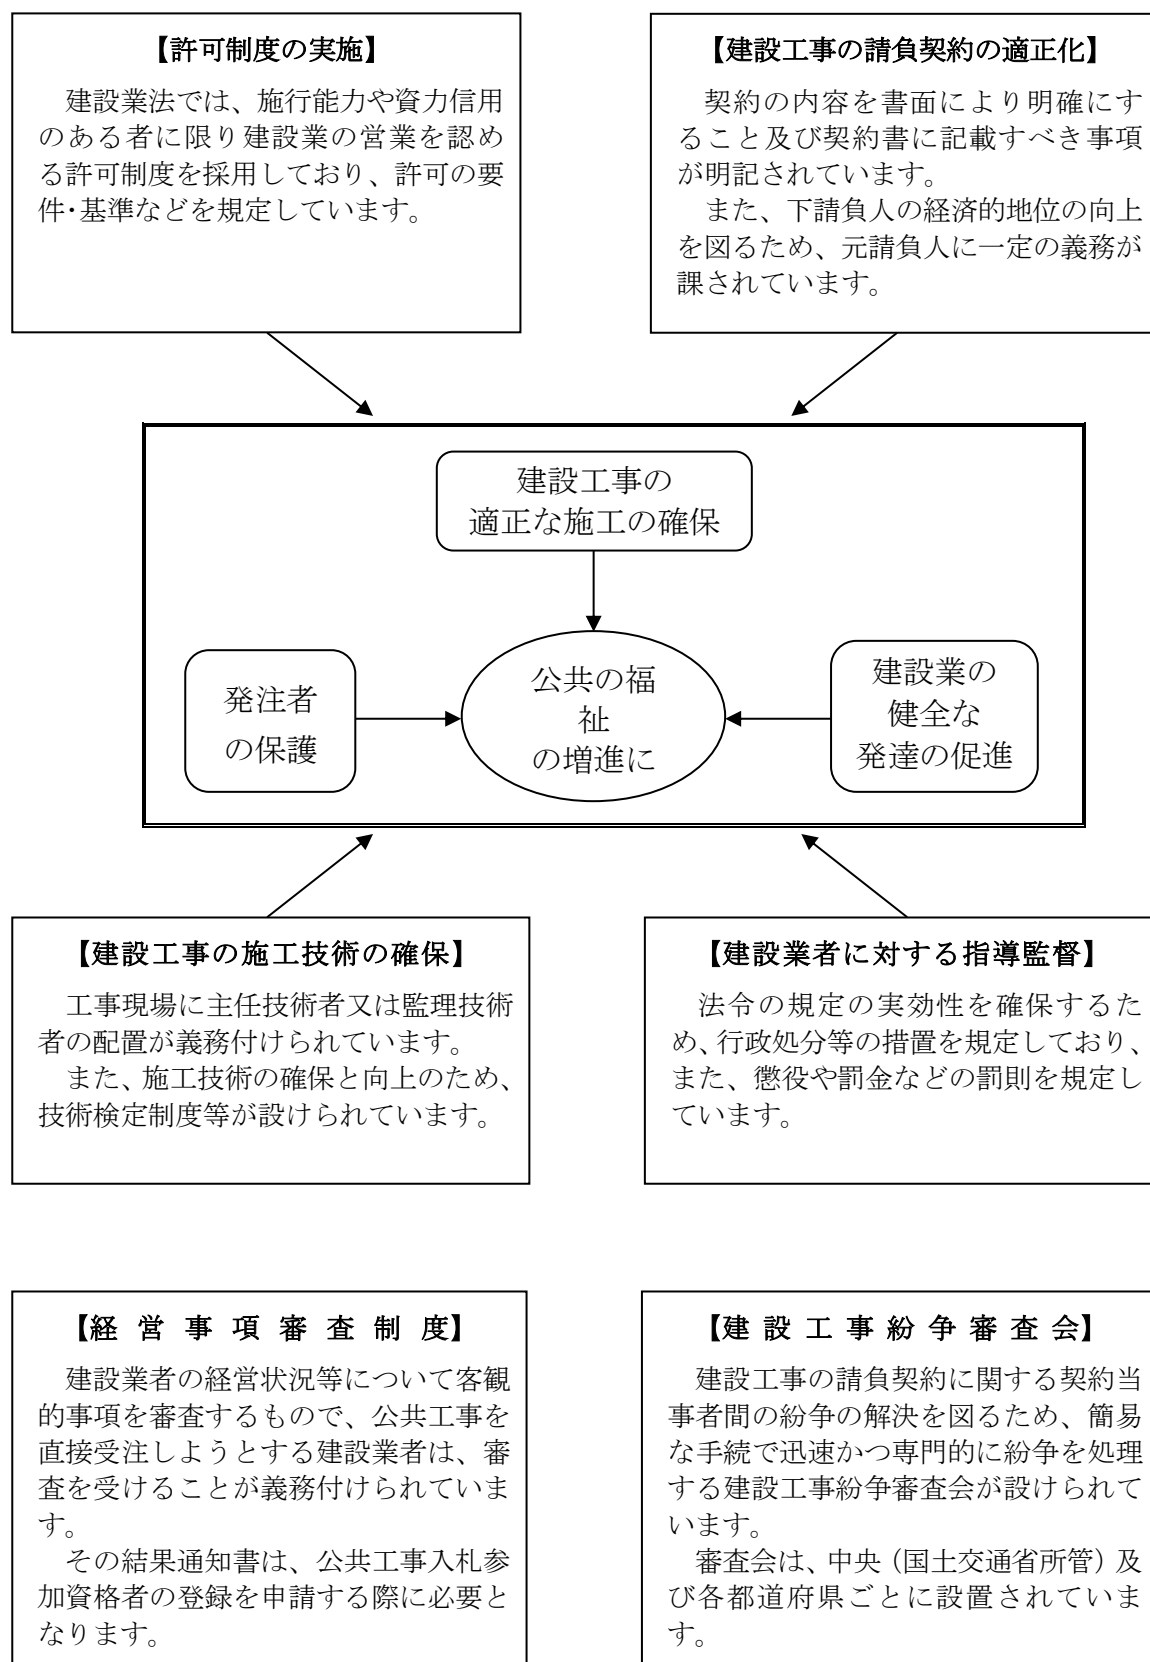 【許可制度の実施】
建設業法では、施行能力や資力信用
のある者に限り建設業の営業を認め
る許可制度を採用しており、許可の要
件・基準などを規定しています。
【建設工事の請負契約の適正化】
契約の内容を書面により明確にす
ること及び契約書に記載すべき事項
が明記されています。
また、下請負人の経済的地位の向上
を図るため、元請負人に一定の義務が
課されています。
建設工事の
適正な施工の確保
発注者
の保護
公共の福
祉
の増進に
建設業の
健全な
発達の促進
【建設工事の施工技術の確保】
工事現場に主任技術者又は監理技術
者の配置が義務付けられています。
また、施工技術の確保と向上のため、
技術検定制度等が設けられています。
【建設業者に対する指導監督】
法令の規定の実効性を確保するた
め、行政処分等の措置を規定しており、
また、懲役や罰金などの罰則を規定し
ています。
【経 営 事 項 審 査 制 度】
建設業者の経営状況等について客観
的事項を審査するもので、公共工事を
直接受注しようとする建設業者は、審
査を受けることが義務付けられていま
す。
その結果通知書は、公共工事入札参
加資格者の登録を申請する際に必要と
なります。
【建 設 工 事 紛 争 審 査 会】
建設工事の請負契約に関する契約当
事者間の紛争の解決を図るため、簡易
な手続で迅速かつ専門的に紛争を処理
する建設工事紛争審査会が設けられて
います。
審査会は、中央（国土交通省所管）及
び各都道府県ごとに設置されていま
す。